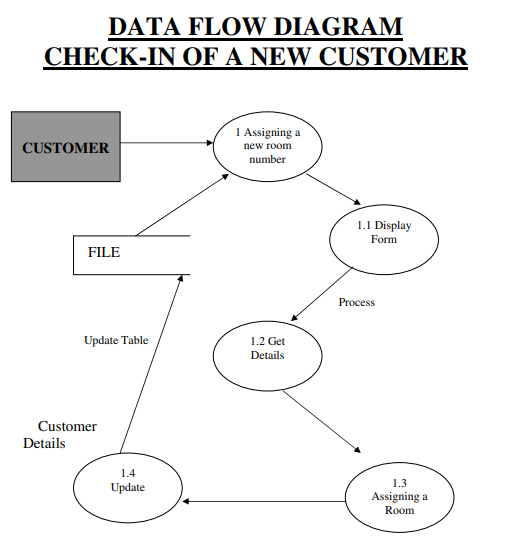 DATA FLOW DIAGRAM
CHECK-IN OF A NEW CUSTOMER
CUSTOMER
1 Assigning a
new room
number
1.1 Display
Form
FILE
Process
Update Table
1.2 Get
Details
Customer
Details
1.4
Update
1.3
Assigning a
Room